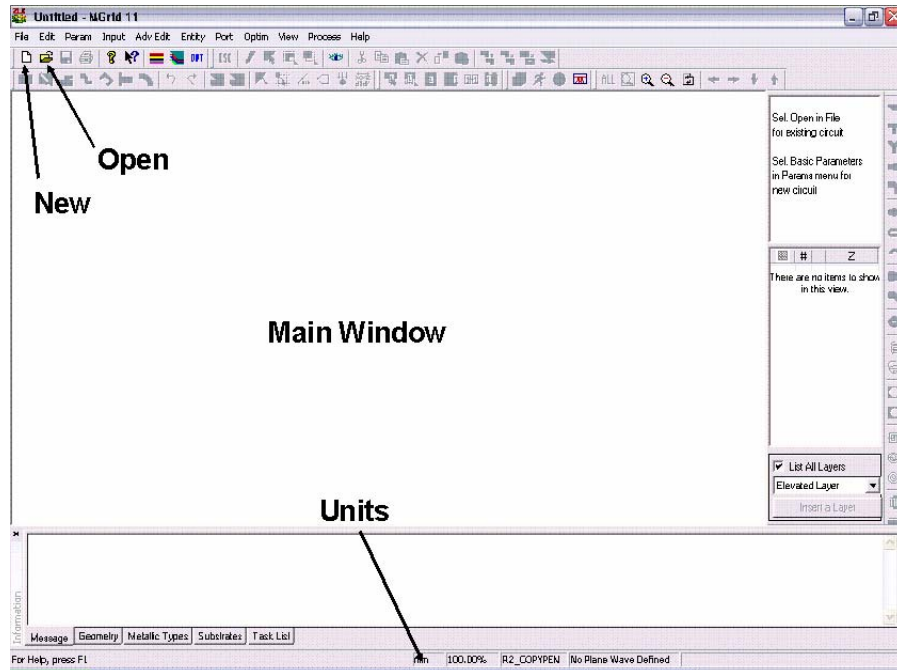 Untitled - MGrid 11
File Edit Param Input Adv Edit Entity Port Optim View Process Help
OPT ESC
ALL
Open
New
Sel. Open in File
for existing circuit
Sel. Basic Parameters
in Params menu for
new circuit
# Z
There are no items to show
in this view.
Main Window
List All Layers
Elevated Layer
Insert a Layer
Units
Information
Message Geometry Metallic Types Substrates Task List
For Help, press F1 mm 100.00% R2_COPYPEN No Plane Wave Defined